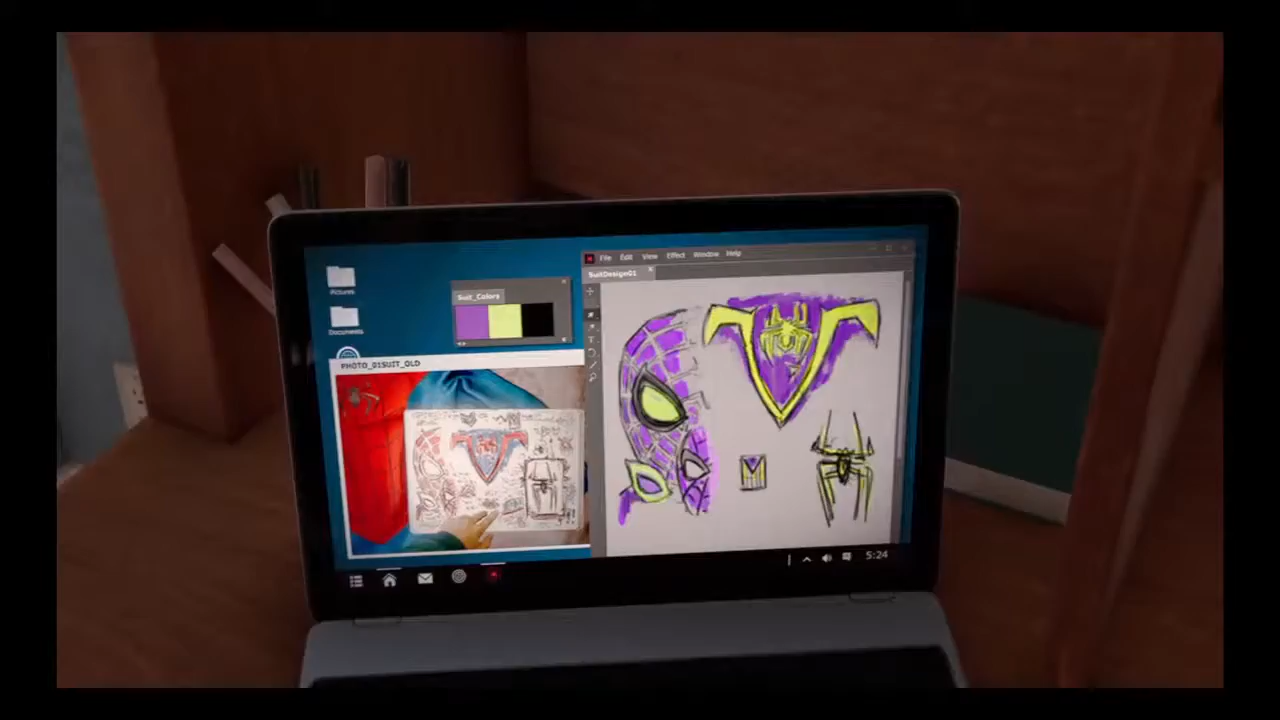 File Edit View Effect Window Help
SuitDesign01
Pictures
Suit_Colors
Documents
PHOTO_01SUIT_OLD
5:24